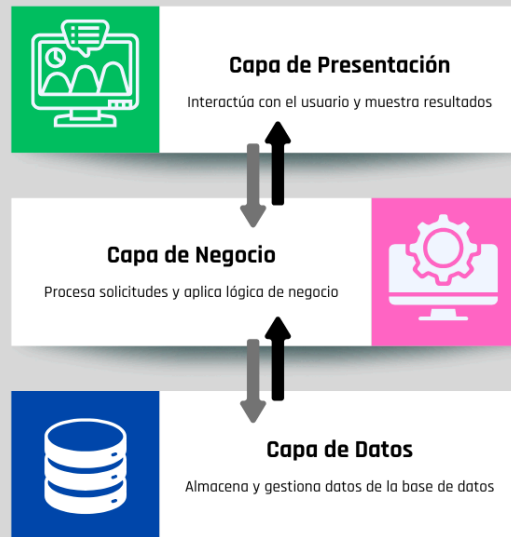 Capa de Presentación
Interactúa con el usuario y muestra resultados
Capa de Negocio
Procesa solicitudes y aplica lógica de negocio
Capa de Datos
Almacena y gestiona datos de la base de datos